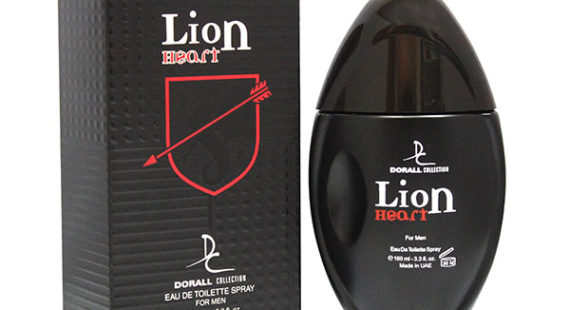 Lion
Heart
DC
DORALL COLLECTION
EAU DE TOILETTE SPRAY
FOR MEN
DC
DORALL COLLECTION
Lion
Heart
For Men
Eau De Toilette Spray
℮ 100 ml - 3.3 fl. oz.
Made in UAE